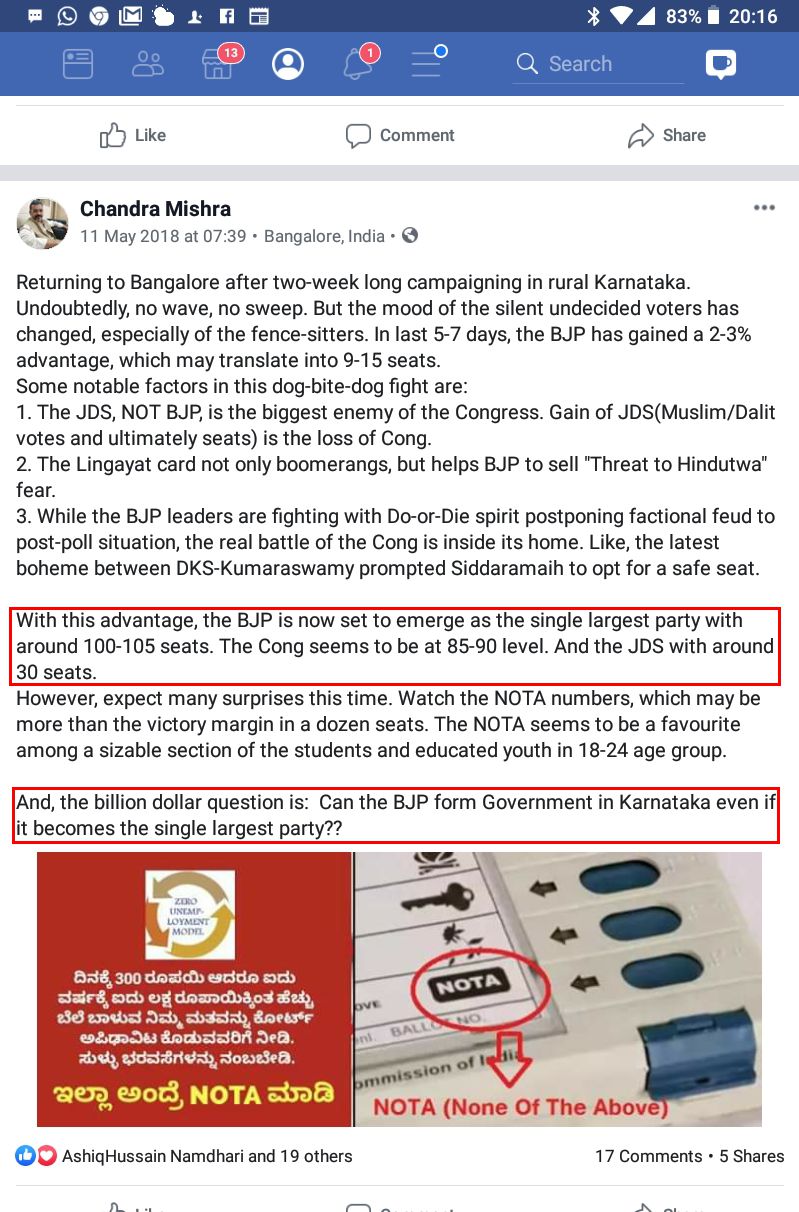 83% 20:16
13
1
Search
Like Comment Share
Chandra Mishra
11 May 2018 at 07:39 • Bangalore, India •
Returning to Bangalore after two-week long campaigning in rural Karnataka.
Undoubtedly, no wave, no sweep. But the mood of the silent undecided voters has
changed, especially of the fence-sitters. In last 5-7 days, the BJP has gained a 2-3%
advantage, which may translate into 9-15 seats.
Some notable factors in this dog-bite-dog fight are:
1. The JDS, NOT BJP, is the biggest enemy of the Congress. Gain of JDS(Muslim/Dalit
votes and ultimately seats) is the loss of Cong.
2. The Lingayat card not only boomerangs, but helps BJP to sell "Threat to Hindutwa"
fear.
3. While the BJP leaders are fighting with Do-or-Die spirit postponing factional feud to
post-poll situation, the real battle of the Cong is inside its home. Like, the latest
boheme between DKS-Kumaraswamy prompted Siddaramaih to opt for a safe seat.
With this advantage, the BJP is now set to emerge as the single largest party with
around 100-105 seats. The Cong seems to be at 85-90 level. And the JDS with around
30 seats.
However, expect many surprises this time. Watch the NOTA numbers, which may be
more than the victory margin in a dozen seats. The NOTA seems to be a favourite
among a sizable section of the students and educated youth in 18-24 age group.
And, the billion dollar question is: Can the BJP form Government in Karnataka even if
it becomes the single largest party??
ZERO
UNEMP-
LOYMENT
MODEL
ದಿನಕ್ಕೆ 300 ರೂಪಯಿ ಆದರೂ ಐದು
ವರ್ಷಕ್ಕೆ ಐದು ಲಕ್ಷ ರೂಪಾಯಿಕ್ಕಿಂತ ಹೆಚ್ಚು
ಬೆಲೆ ಬಾಳುವ ನಿಮ್ಮ ಮತವನ್ನು ಕೋರ್ಟ್
ಅಪಿಢಾವಿಟ ಕೊಡುವವರಿಗೆ ನೀಡಿ.
ಸುಳ್ಳು ಭರವಸೆಗಳನ್ನು ನಂಬಬೇಡಿ.
ಇಲ್ಲಾ ಅಂದ್ರೆ NOTA ಮಾಡಿ
NOTA
OVE
BALLOT NO.
ommission of India
NOTA (None Of The Above)
AshiqHussain Namdhari and 19 others 17 Comments • 5 Shares